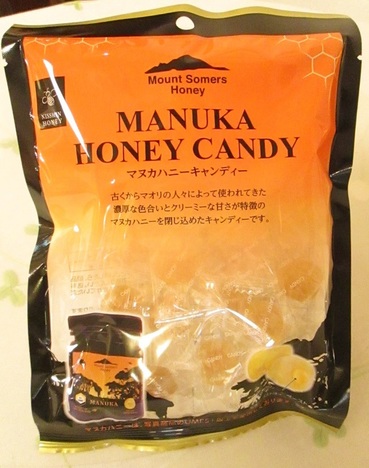 Mount Somers
Honey
NISSHIN
HONEY
MANUKA
HONEY CANDY
マヌカハニーキャンディー
古くからマオリの人々によって使われてきた
濃厚な色合いとクリーミーな甘さが特徴の
マヌカハニーを閉じ込めたキャンディーです。
MANUKA